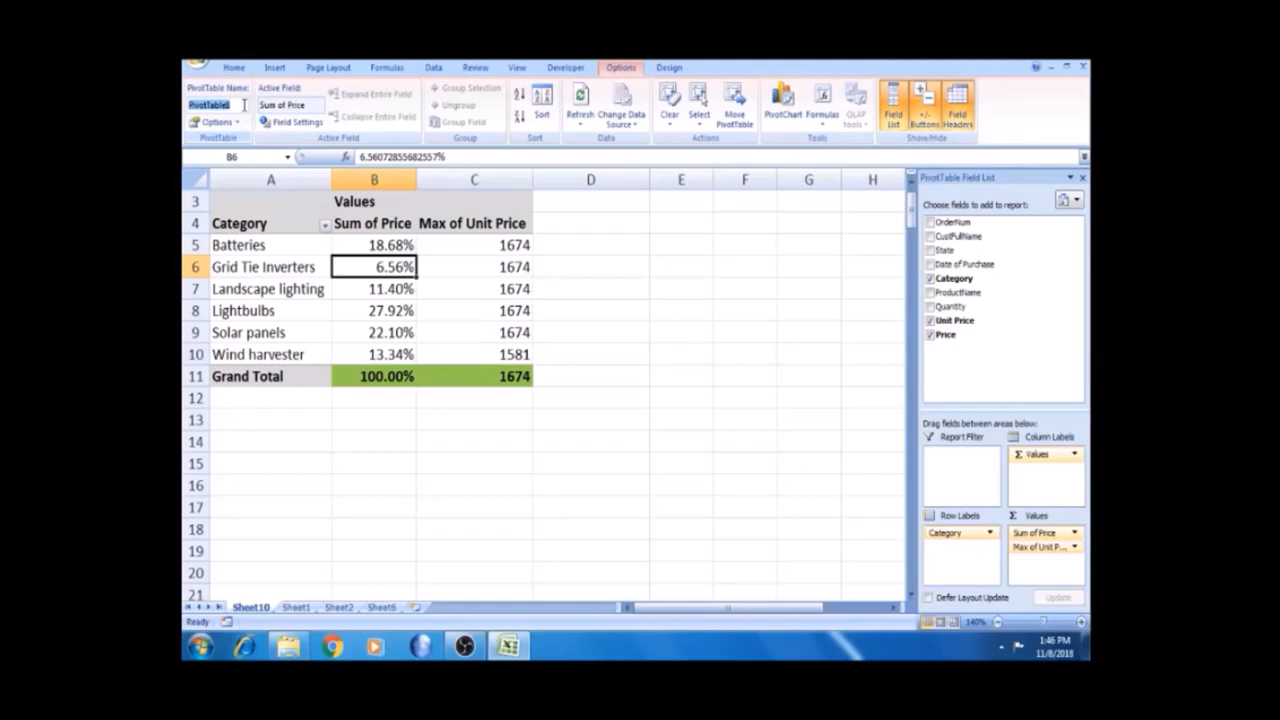 Home Insert Page Layout Formulas Data Review View Developer Options Design
PivotTable Name: Active Field:
Sum of Price
Options Field Settings
Expand Entire Field
Collapse Entire Field
Group Selection
Ungroup
Group Field
Sort
Refresh Change Data Source
Clear Select Move PivotTable
PivotChart Formulas OLAP tools
Field List +/- Buttons Field Headers
PivotTable Active Field Group Sort Data Actions Tools Show/Hide
B6 fx 6.56072855682557%
A B C D E F G H
3 Values
4 Category Sum of Price Max of Unit Price
5 Batteries 18.68% 1674
6 Grid Tie Inverters 6.56% 1674
7 Landscape lighting 11.40% 1674
8 Lightbulbs 27.92% 1674
9 Solar panels 22.10% 1674
10 Wind harvester 13.34% 1581
11 Grand Total 100.00% 1674
12
13
14
15
16
17
18
19
20
21
PivotTable Field List
Choose fields to add to report:
OrderNum
CustFullName
State
Date of Purchase
Category
ProductName
Quantity
Unit Price
Price
Drag fields between areas below:
Report Filter Column Labels
Σ Values
Row Labels Σ Values
Category Sum of Price
Max of Unit P...
Defer Layout Update Update
Sheet10 Sheet1 Sheet2 Sheet6
Ready 140%
1:46 PM
11/8/2018